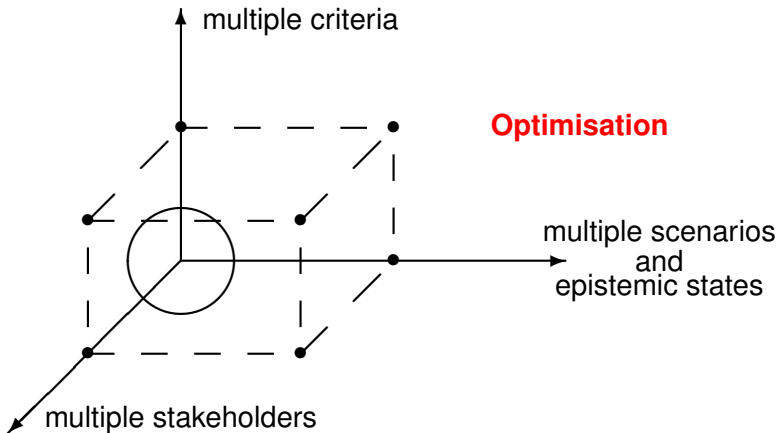 multiple criteria
Optimisation
multiple scenarios
and
epistemic states
multiple stakeholders